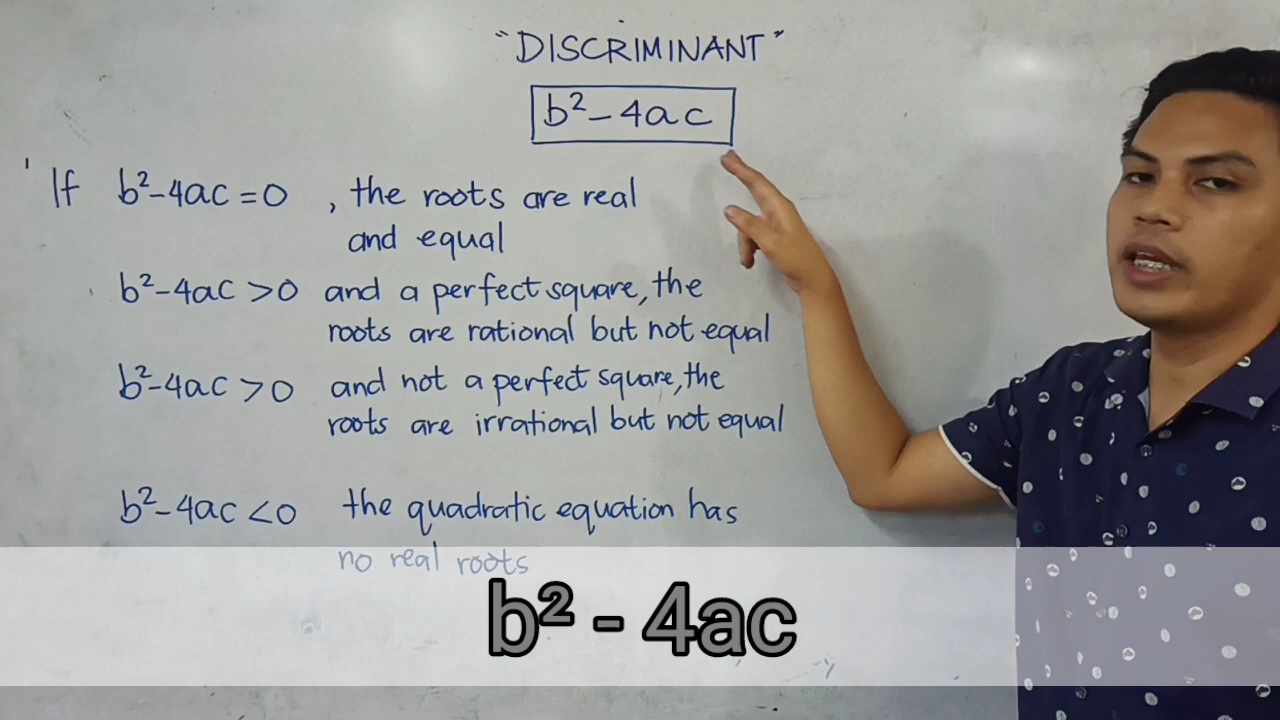 "DISCRIMINANT"
b²-4ac
If b²-4ac=0, the roots are real
and equal
b²-4ac>0 and a perfect square, the
roots are rational but not equal
b²-4ac>0 and not a perfect square, the
roots are irrational but not equal
b²-4ac<0 the quadratic equation has
no real roots
b² - 4ac